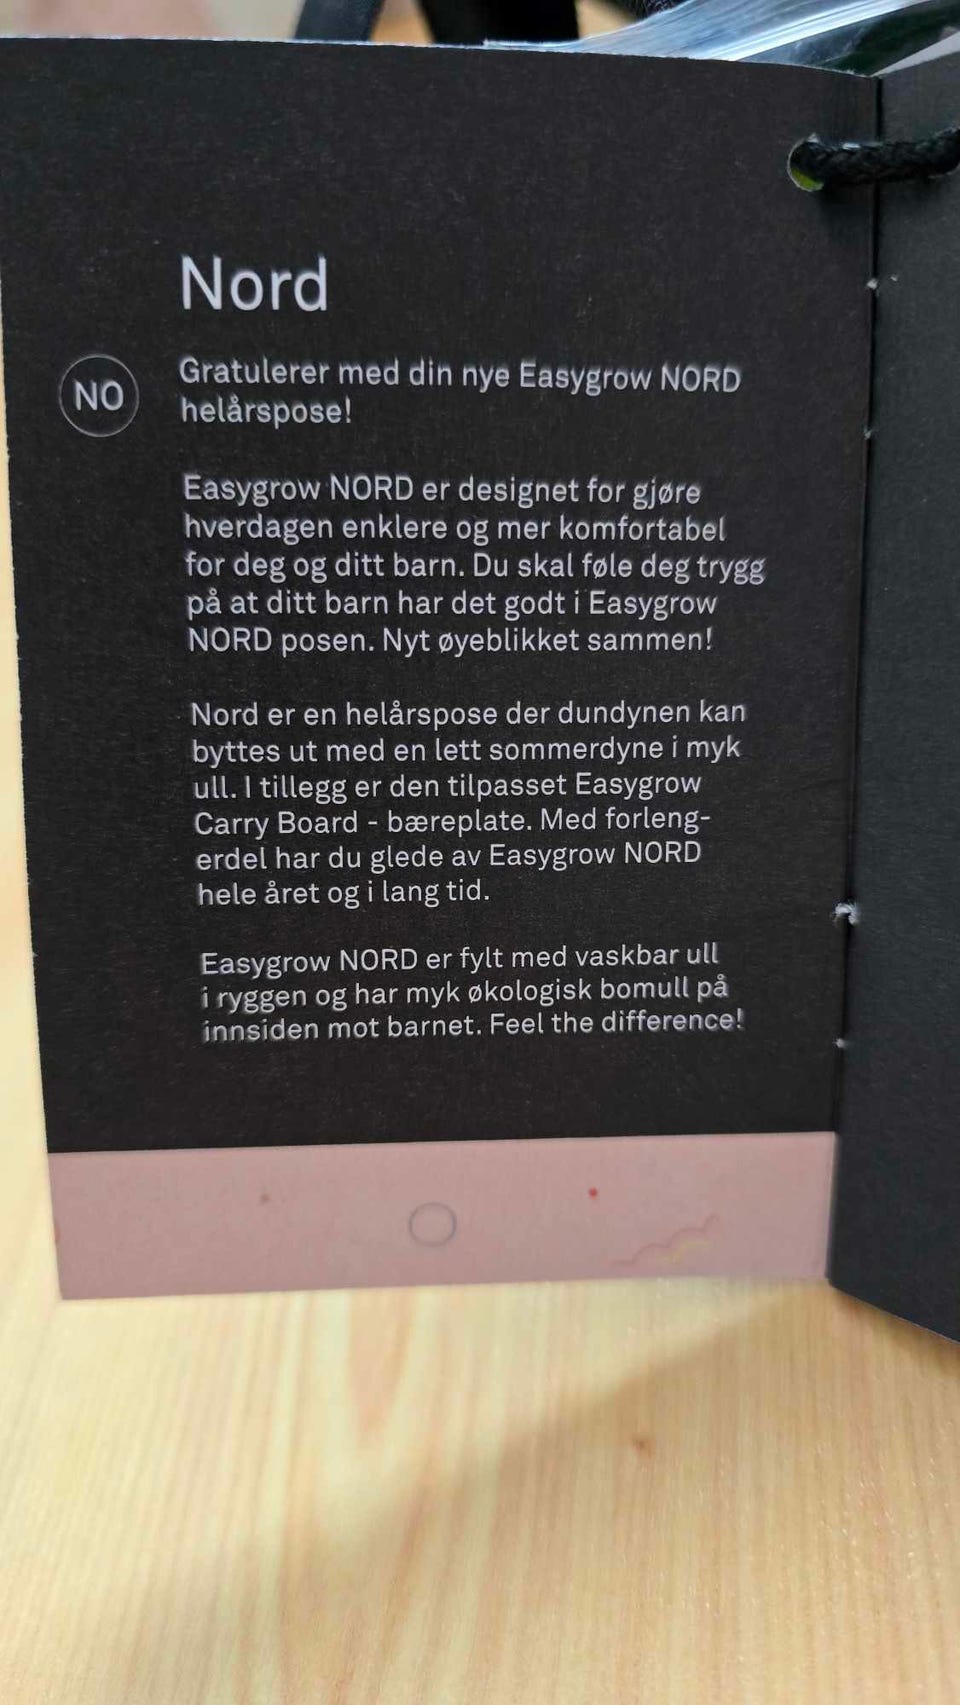 Nord
NO
Gratulerer med din nye Easygrow NORD
helårspose!
Easygrow NORD er designet for gjøre
hverdagen enklere og mer komfortabel
for deg og ditt barn. Du skal føle deg trygg
på at ditt barn har det godt i Easygrow
NORD posen. Nyt øyeblikket sammen!
Nord er en helårspose der dundynen kan
byttes ut med en lett sommerdyne i myk
ull. I tillegg er den tilpasset Easygrow
Carry Board - bæreplate. Med forleng-
erdel har du glede av Easygrow NORD
hele året og i lang tid.
Easygrow NORD er fylt med vaskbar ull
i ryggen og har myk økologisk bomull på
innsiden mot barnet. Feel the difference!